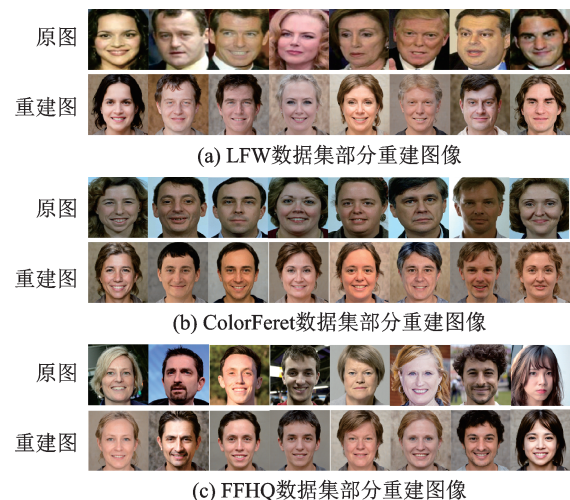 原图
重建图
(a) LFW数据集部分重建图像
原图
重建图
(b) ColorFeret数据集部分重建图像
原图
重建图
(c) FFHQ数据集部分重建图像